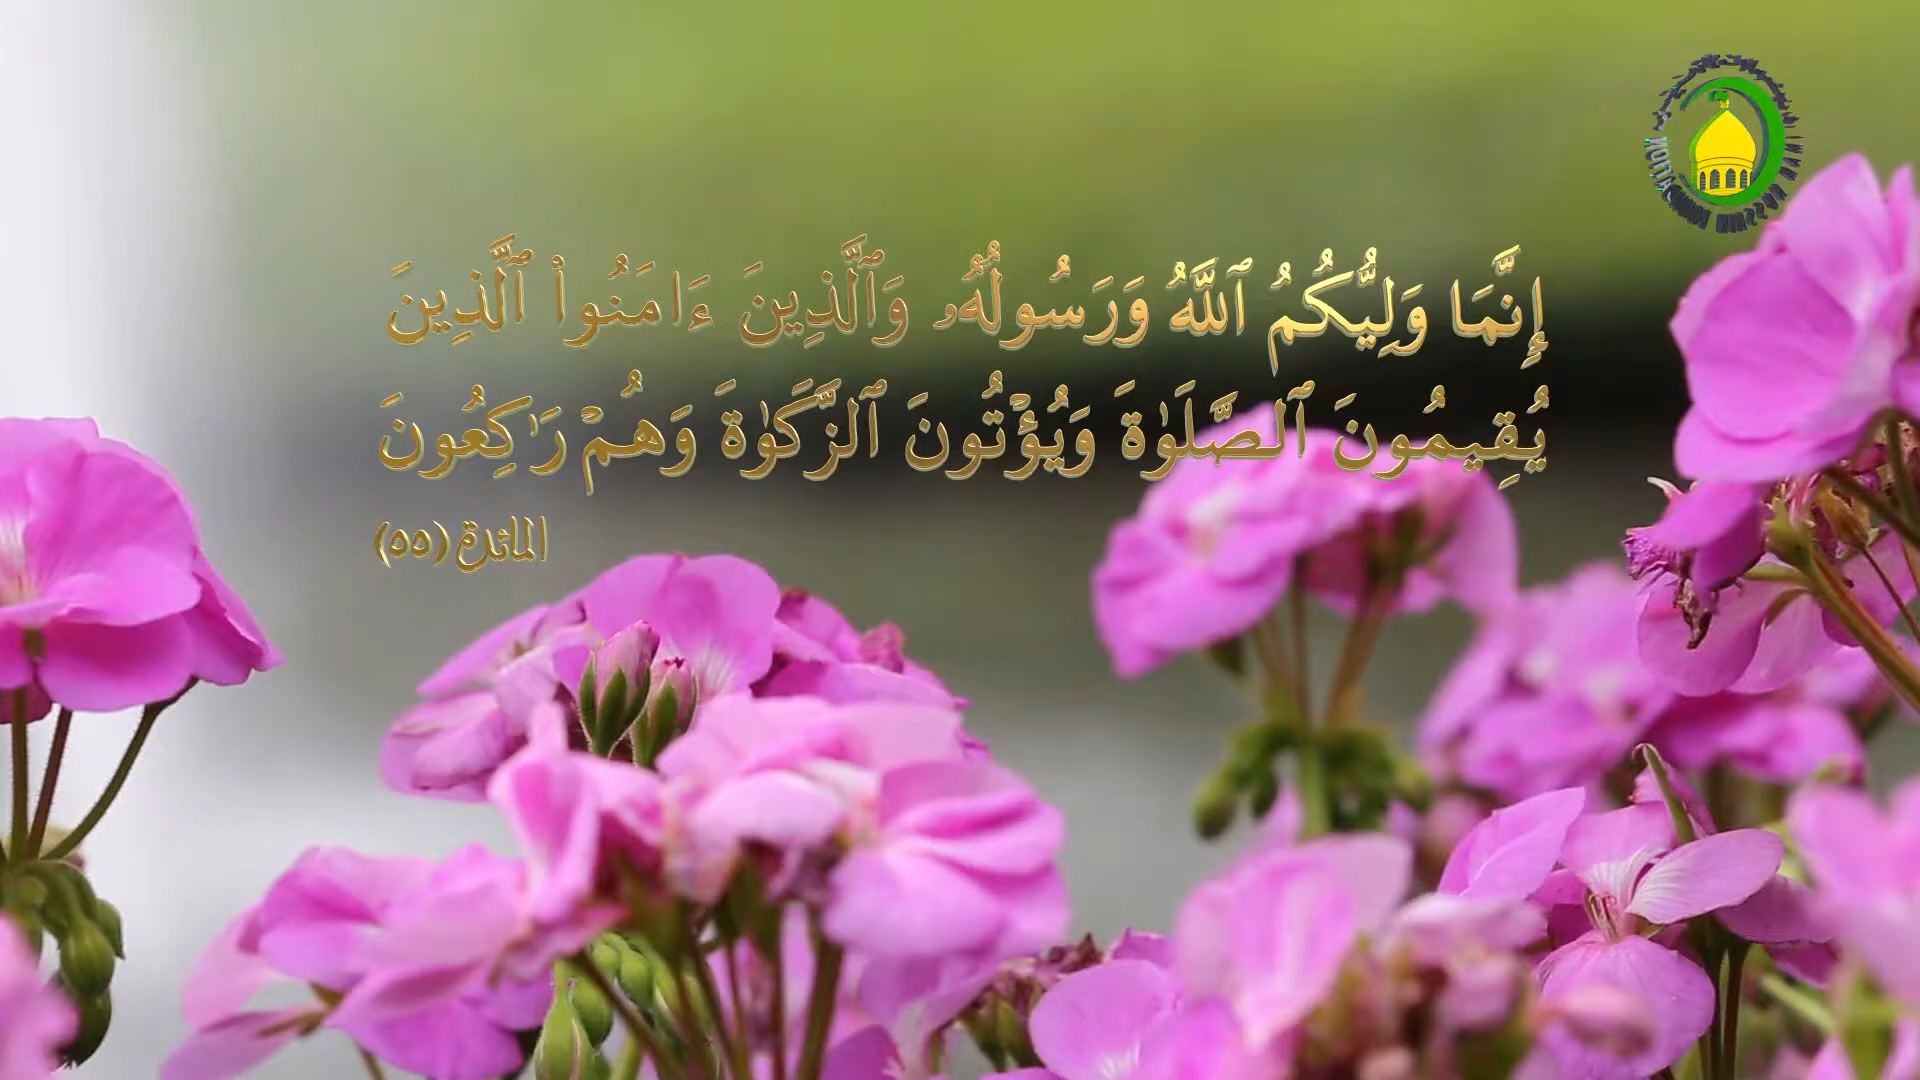 إِنَّمَا وَلِيُّكُمُ ٱللَّهُ وَرَسُولُهُۥ وَٱلَّذِينَ ءَامَنُوا۟ ٱلَّذِينَ
يُقِيمُونَ ٱلصَّلَوٰةَ وَيُؤْتُونَ ٱلزَّكَوٰةَ وَهُمْ رَٰكِعُونَ
المائدة (٥٥)